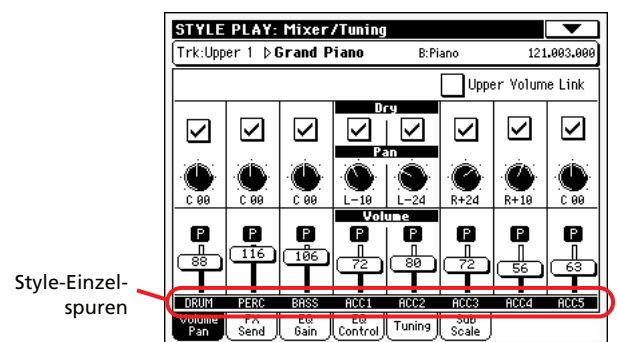 STYLE PLAY: Mixer/Tuning
Trk:Upper 1 Grand Piano B:Piano 121.003.000
Upper Volume Link
Dry
Pan
C 00 C 00 C 00 L-10 L-24 R+24 R+10 C 00
Volume
P P P P P P P P
88 116 106 72 80 72 56 63
Style-Einzel-
spuren
DRUM PERC BASS ACC1 ACC2 ACC3 ACC4 ACC5
Volume Pan
FX Send
EQ Gain
EQ Control
Tuning
Sub Scale